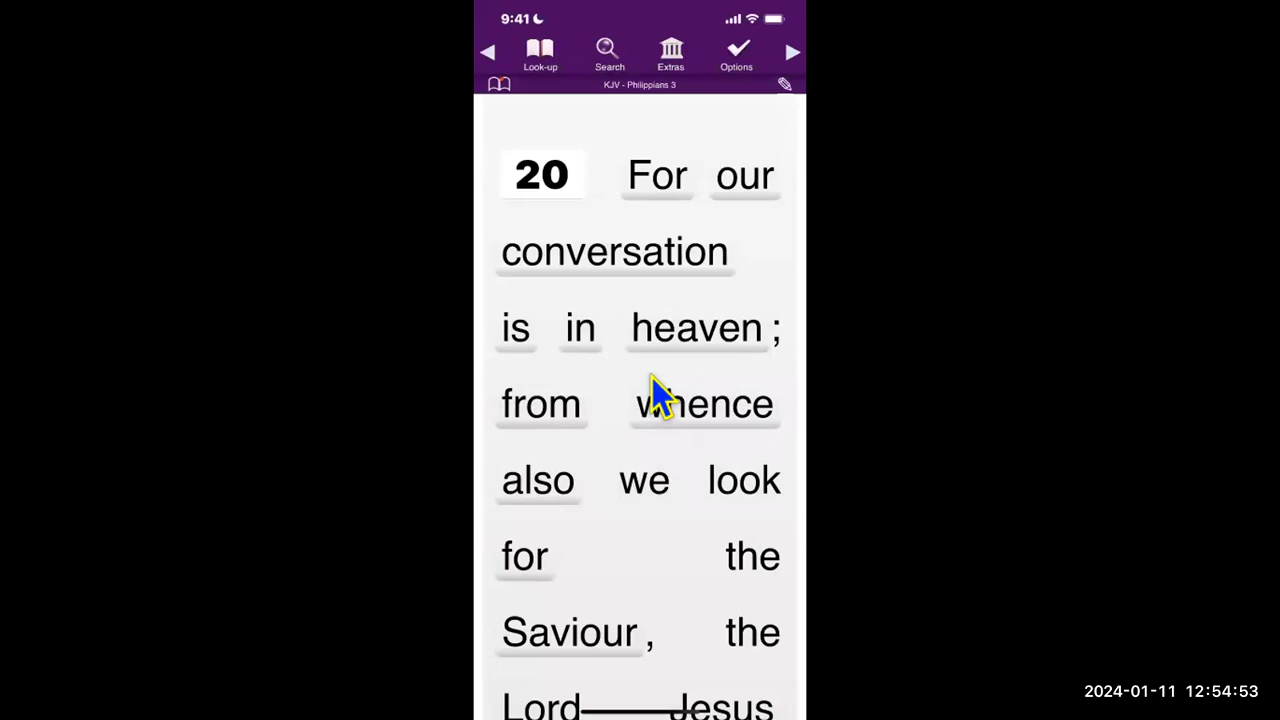 9:41
Look-up Search Extras Options
KJV - Philippians 3
20 For our
conversation
is in heaven ;
from whence
also we look
for the
Saviour , the
Lord Jesus
2024-01-11 12:54:53